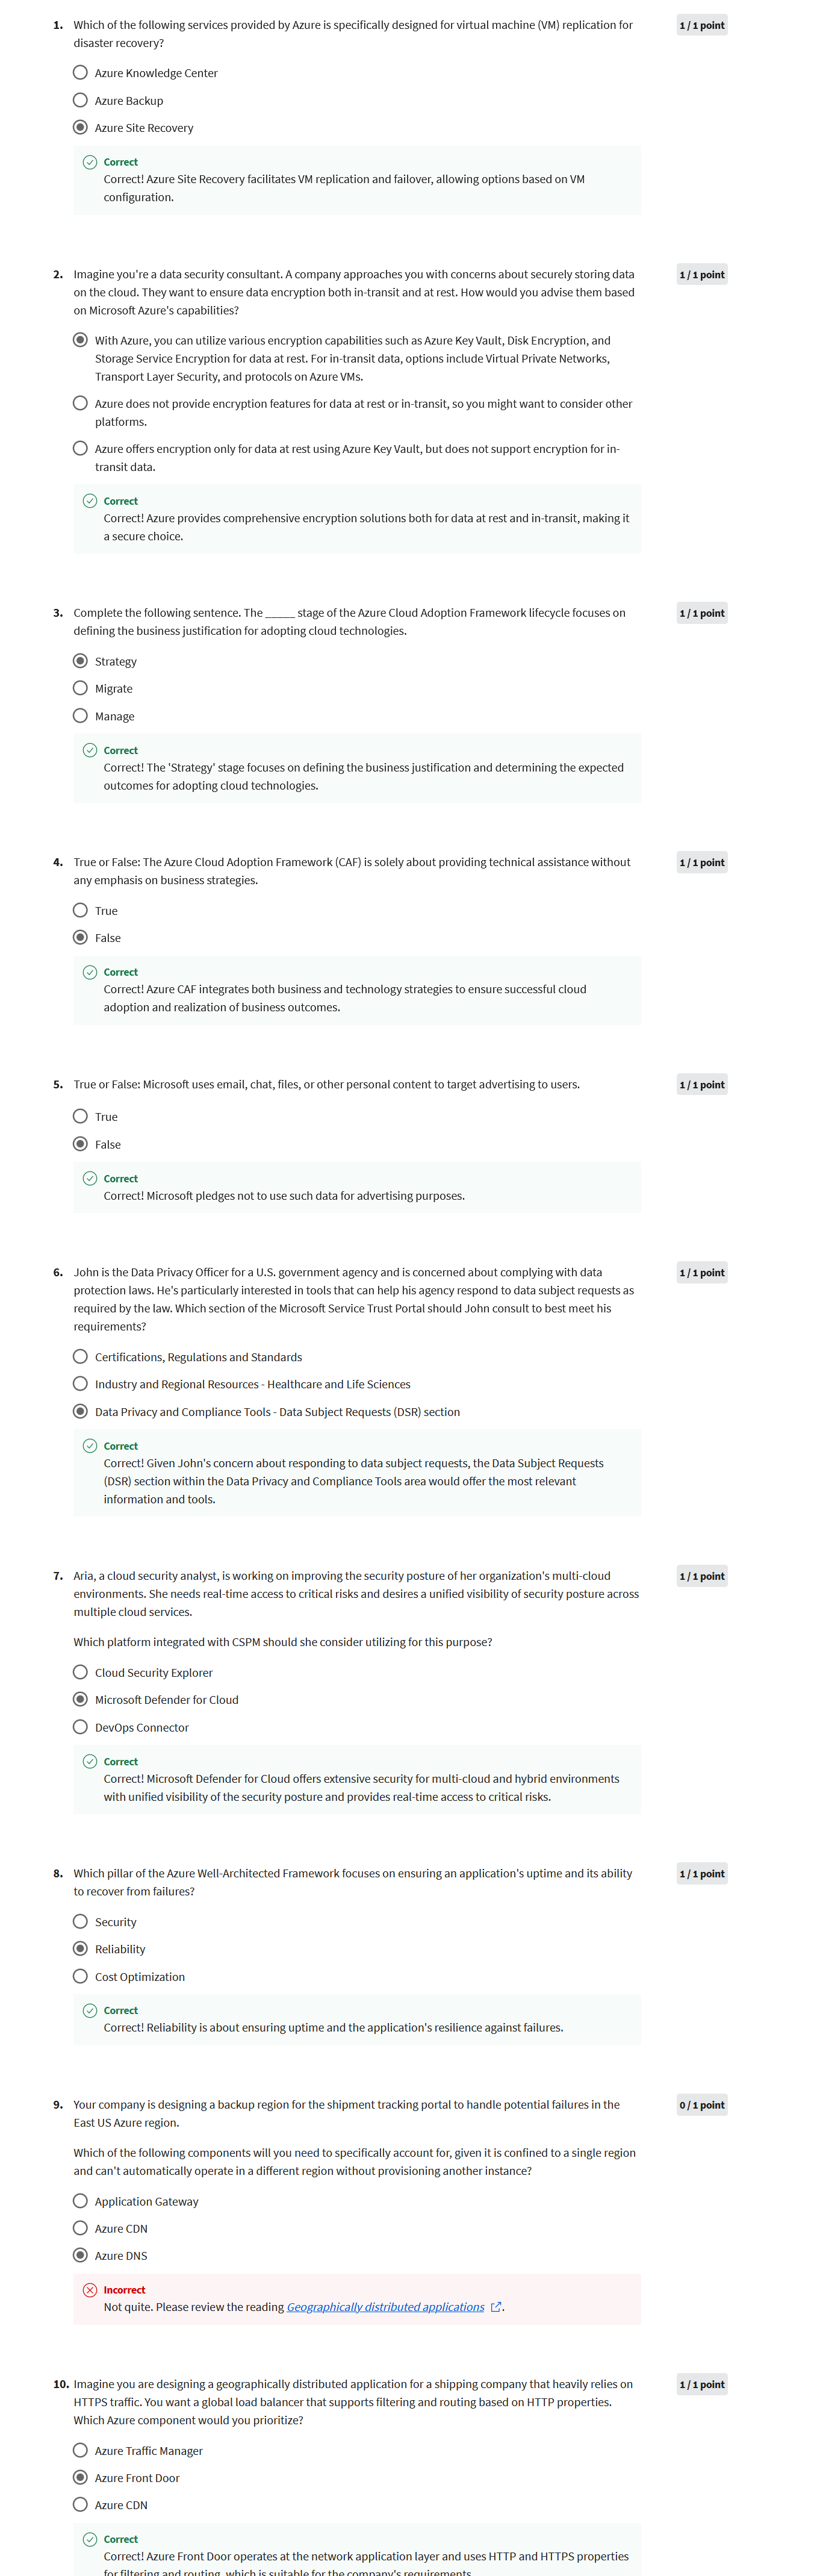 1. Which of the following services provided by Azure is specifically designed for virtual machine (VM) replication for
disaster recovery?
1 / 1 point
Azure Knowledge Center
Azure Backup
Azure Site Recovery
Correct
Correct! Azure Site Recovery facilitates VM replication and failover, allowing options based on VM
configuration.
2. Imagine you're a data security consultant. A company approaches you with concerns about securely storing data
on the cloud. They want to ensure data encryption both in-transit and at rest. How would you advise them based
on Microsoft Azure's capabilities?
1 / 1 point
With Azure, you can utilize various encryption capabilities such as Azure Key Vault, Disk Encryption, and
Storage Service Encryption for data at rest. For in-transit data, options include Virtual Private Networks,
Transport Layer Security, and protocols on Azure VMs.
Azure does not provide encryption features for data at rest or in-transit, so you might want to consider other
platforms.
Azure offers encryption only for data at rest using Azure Key Vault, but does not support encryption for in-
transit data.
Correct
Correct! Azure provides comprehensive encryption solutions both for data at rest and in-transit, making it
a secure choice.
3. Complete the following sentence. The _____ stage of the Azure Cloud Adoption Framework lifecycle focuses on
defining the business justification for adopting cloud technologies.
1 / 1 point
Strategy
Migrate
Manage
Correct
Correct! The 'Strategy' stage focuses on defining the business justification and determining the expected
outcomes for adopting cloud technologies.
4. True or False: The Azure Cloud Adoption Framework (CAF) is solely about providing technical assistance without
any emphasis on business strategies.
1 / 1 point
True
False
Correct
Correct! Azure CAF integrates both business and technology strategies to ensure successful cloud
adoption and realization of business outcomes.
5. True or False: Microsoft uses email, chat, files, or other personal content to target advertising to users.
1 / 1 point
True
False
Correct
Correct! Microsoft pledges not to use such data for advertising purposes.
6. John is the Data Privacy Officer for a U.S. government agency and is concerned about complying with data
protection laws. He's particularly interested in tools that can help his agency respond to data subject requests as
required by the law. Which section of the Microsoft Service Trust Portal should John consult to best meet his
requirements?
1 / 1 point
Certifications, Regulations and Standards
Industry and Regional Resources - Healthcare and Life Sciences
Data Privacy and Compliance Tools - Data Subject Requests (DSR) section
Correct
Correct! Given John's concern about responding to data subject requests, the Data Subject Requests
(DSR) section within the Data Privacy and Compliance Tools area would offer the most relevant
information and tools.
7. Aria, a cloud security analyst, is working on improving the security posture of her organization's multi-cloud
environments. She needs real-time access to critical risks and desires a unified visibility of security posture across
multiple cloud services.
1 / 1 point
Which platform integrated with CSPM should she consider utilizing for this purpose?
Cloud Security Explorer
Microsoft Defender for Cloud
DevOps Connector
Correct
Correct! Microsoft Defender for Cloud offers extensive security for multi-cloud and hybrid environments
with unified visibility of the security posture and provides real-time access to critical risks.
8. Which pillar of the Azure Well-Architected Framework focuses on ensuring an application's uptime and its ability
to recover from failures?
1 / 1 point
Security
Reliability
Cost Optimization
Correct
Correct! Reliability is about ensuring uptime and the application's resilience against failures.
9. Your company is designing a backup region for the shipment tracking portal to handle potential failures in the
East US Azure region.
0 / 1 point
Which of the following components will you need to specifically account for, given it is confined to a single region
and can't automatically operate in a different region without provisioning another instance?
Application Gateway
Azure CDN
Azure DNS
Incorrect
Not quite. Please review the reading Geographically distributed applications .
10. Imagine you are designing a geographically distributed application for a shipping company that heavily relies on
HTTPS traffic. You want a global load balancer that supports filtering and routing based on HTTP properties.
Which Azure component would you prioritize?
1 / 1 point
Azure Traffic Manager
Azure Front Door
Azure CDN
Correct
Correct! Azure Front Door operates at the network application layer and uses HTTP and HTTPS properties
for filtering and routing, which is suitable for the company's requirements.